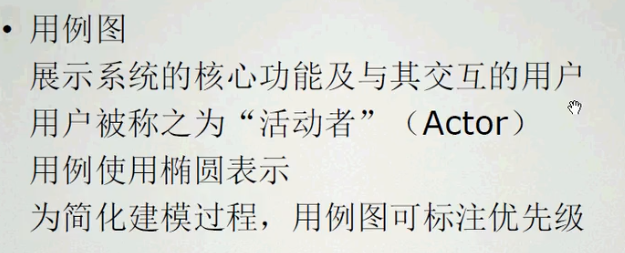 • 用例图
展示系统的核心功能及与其交互的用户
用户被称之为“活动者”（Actor）
用例使用椭圆表示
为简化建模过程，用例图可标注优先级